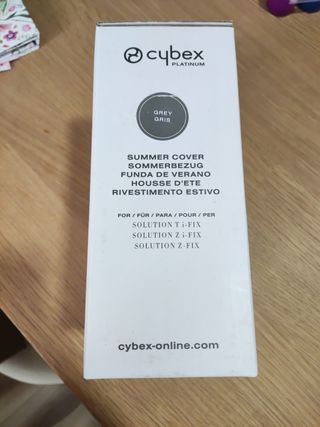 cybex
PLATINUM
GREY
GRIS
SUMMER COVER
SOMMERBEZUG
FUNDA DE VERANO
HOUSSE D'ETE
RIVESTIMENTO ESTIVO
FOR / FÜR / PARA / POUR / PER
SOLUTION T i-FIX
SOLUTION Z i-FIX
SOLUTION Z-FIX
cybex-online.com